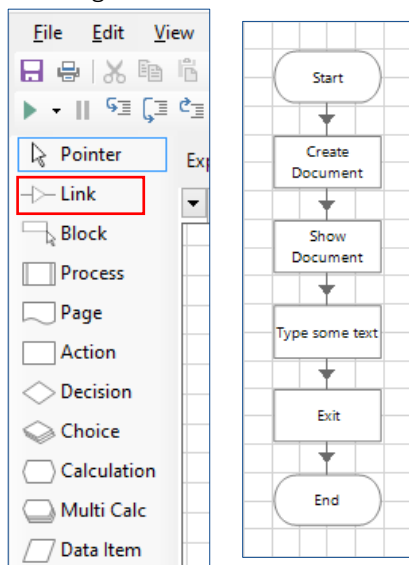 File Edit View
Pointer
Link
Block
Process
Page
Action
Decision
Choice
Calculation
Multi Calc
Data Item
Start
Create
Document
Show
Document
Type some text
Exit
End